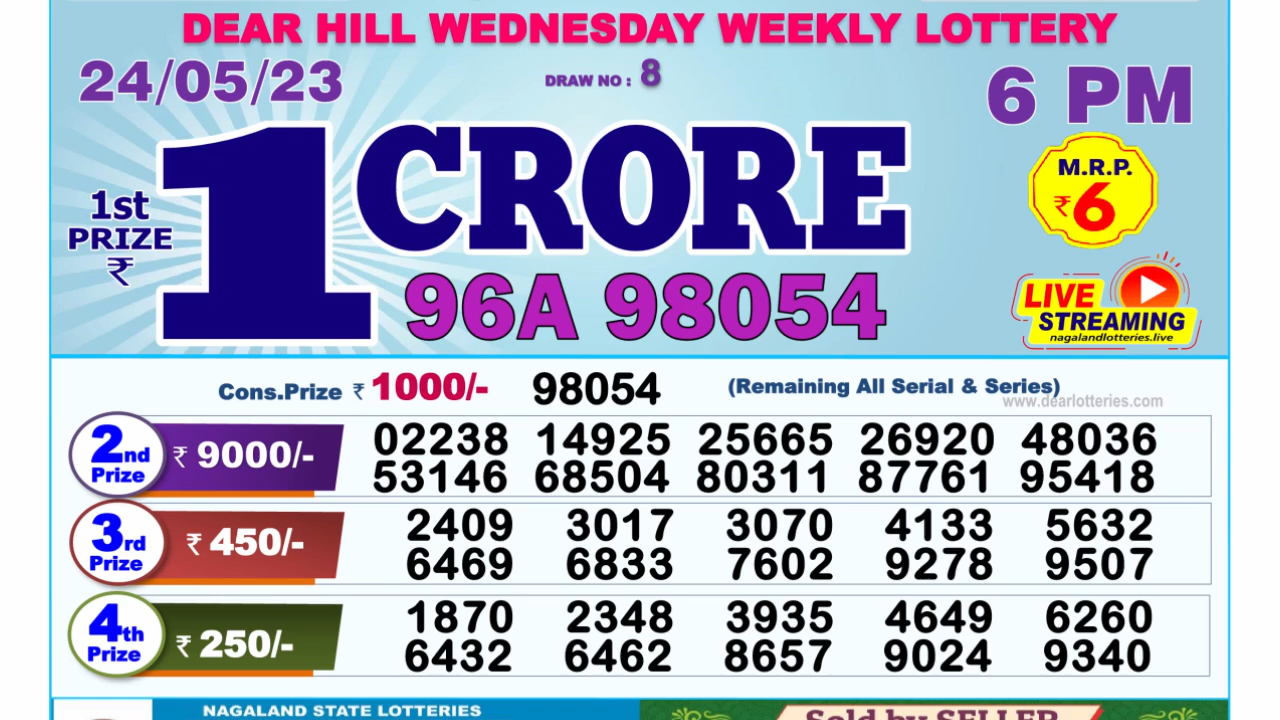 DEAR HILL WEDNESDAY WEEKLY LOTTERY
24/05/23
DRAW NO : 8
6 PM
1st
PRIZE
₹
1 CRORE
M.R.P.
₹6
96A 98054
LIVE
STREAMING
nagalandlotteries.live
Cons.Prize ₹ 1000/- 98054 (Remaining All Serial & Series)
www.dearlotteries.com
2nd
Prize
₹ 9000/-
02238 14925 25665 26920 48036
53146 68504 80311 87761 95418
3rd
Prize
₹ 450/-
2409 3017 3070 4133 5632
6469 6833 7602 9278 9507
4th
Prize
₹ 250/-
1870 2348 3935 4649 6260
6432 6462 8657 9024 9340
NAGALAND STATE LOTTERIES
Sold by SELLER